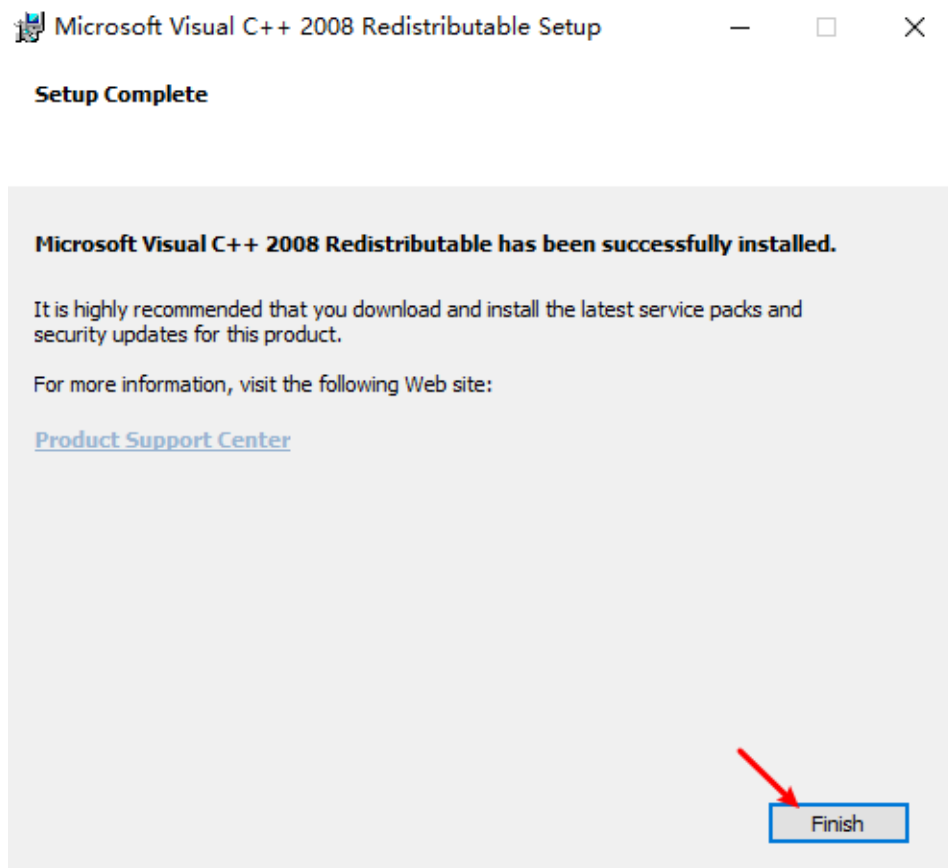 Microsoft Visual C++ 2008 Redistributable Setup
Setup Complete
Microsoft Visual C++ 2008 Redistributable has been successfully installed.
It is highly recommended that you download and install the latest service packs and
security updates for this product.
For more information, visit the following Web site:
Product Support Center
Finish